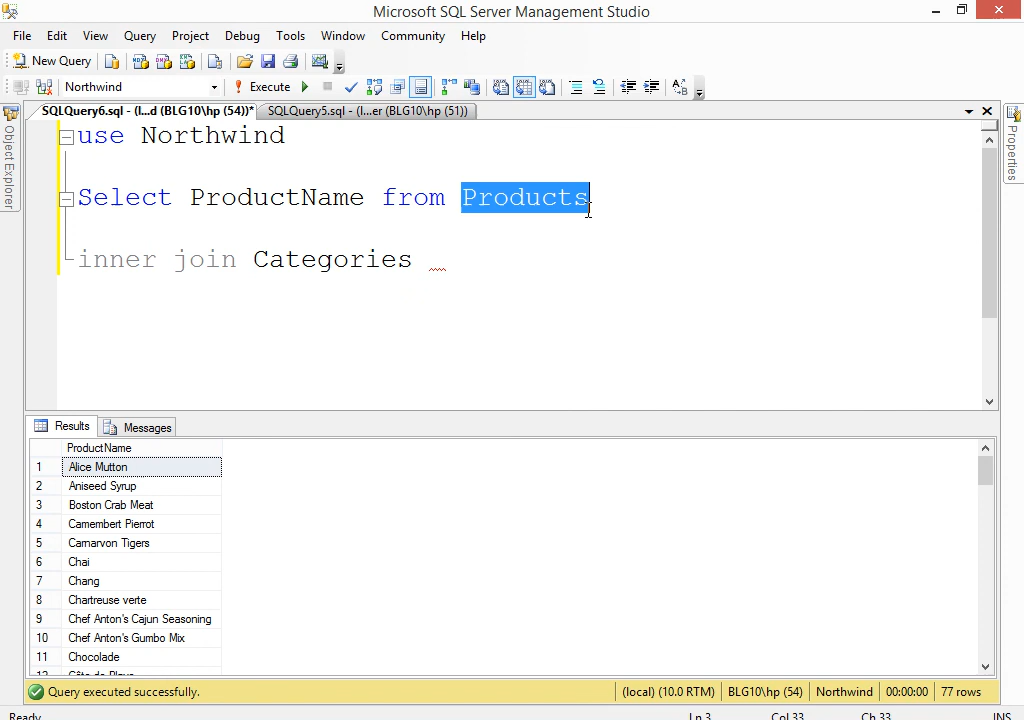 Microsoft SQL Server Management Studio
File Edit View Query Project Debug Tools Window Community Help
New Query
Northwind Execute
SQLQuery6.sql - (l...d (BLG10\hp (54))* SQLQuery5.sql - (l...er (BLG10\hp (51))
Object Explorer
Properties
use Northwind
Select ProductName from Products
inner join Categories
Results Messages
ProductName
1 Alice Mutton
2 Aniseed Syrup
3 Boston Crab Meat
4 Camembert Pierrot
5 Carnarvon Tigers
6 Chai
7 Chang
8 Chartreuse verte
9 Chef Anton's Cajun Seasoning
10 Chef Anton's Gumbo Mix
11 Chocolade
Query executed successfully. (local) (10.0 RTM) BLG10\hp (54) Northwind 00:00:00 77 rows
Ready Ln 3 Col 33 Ch 33 INS